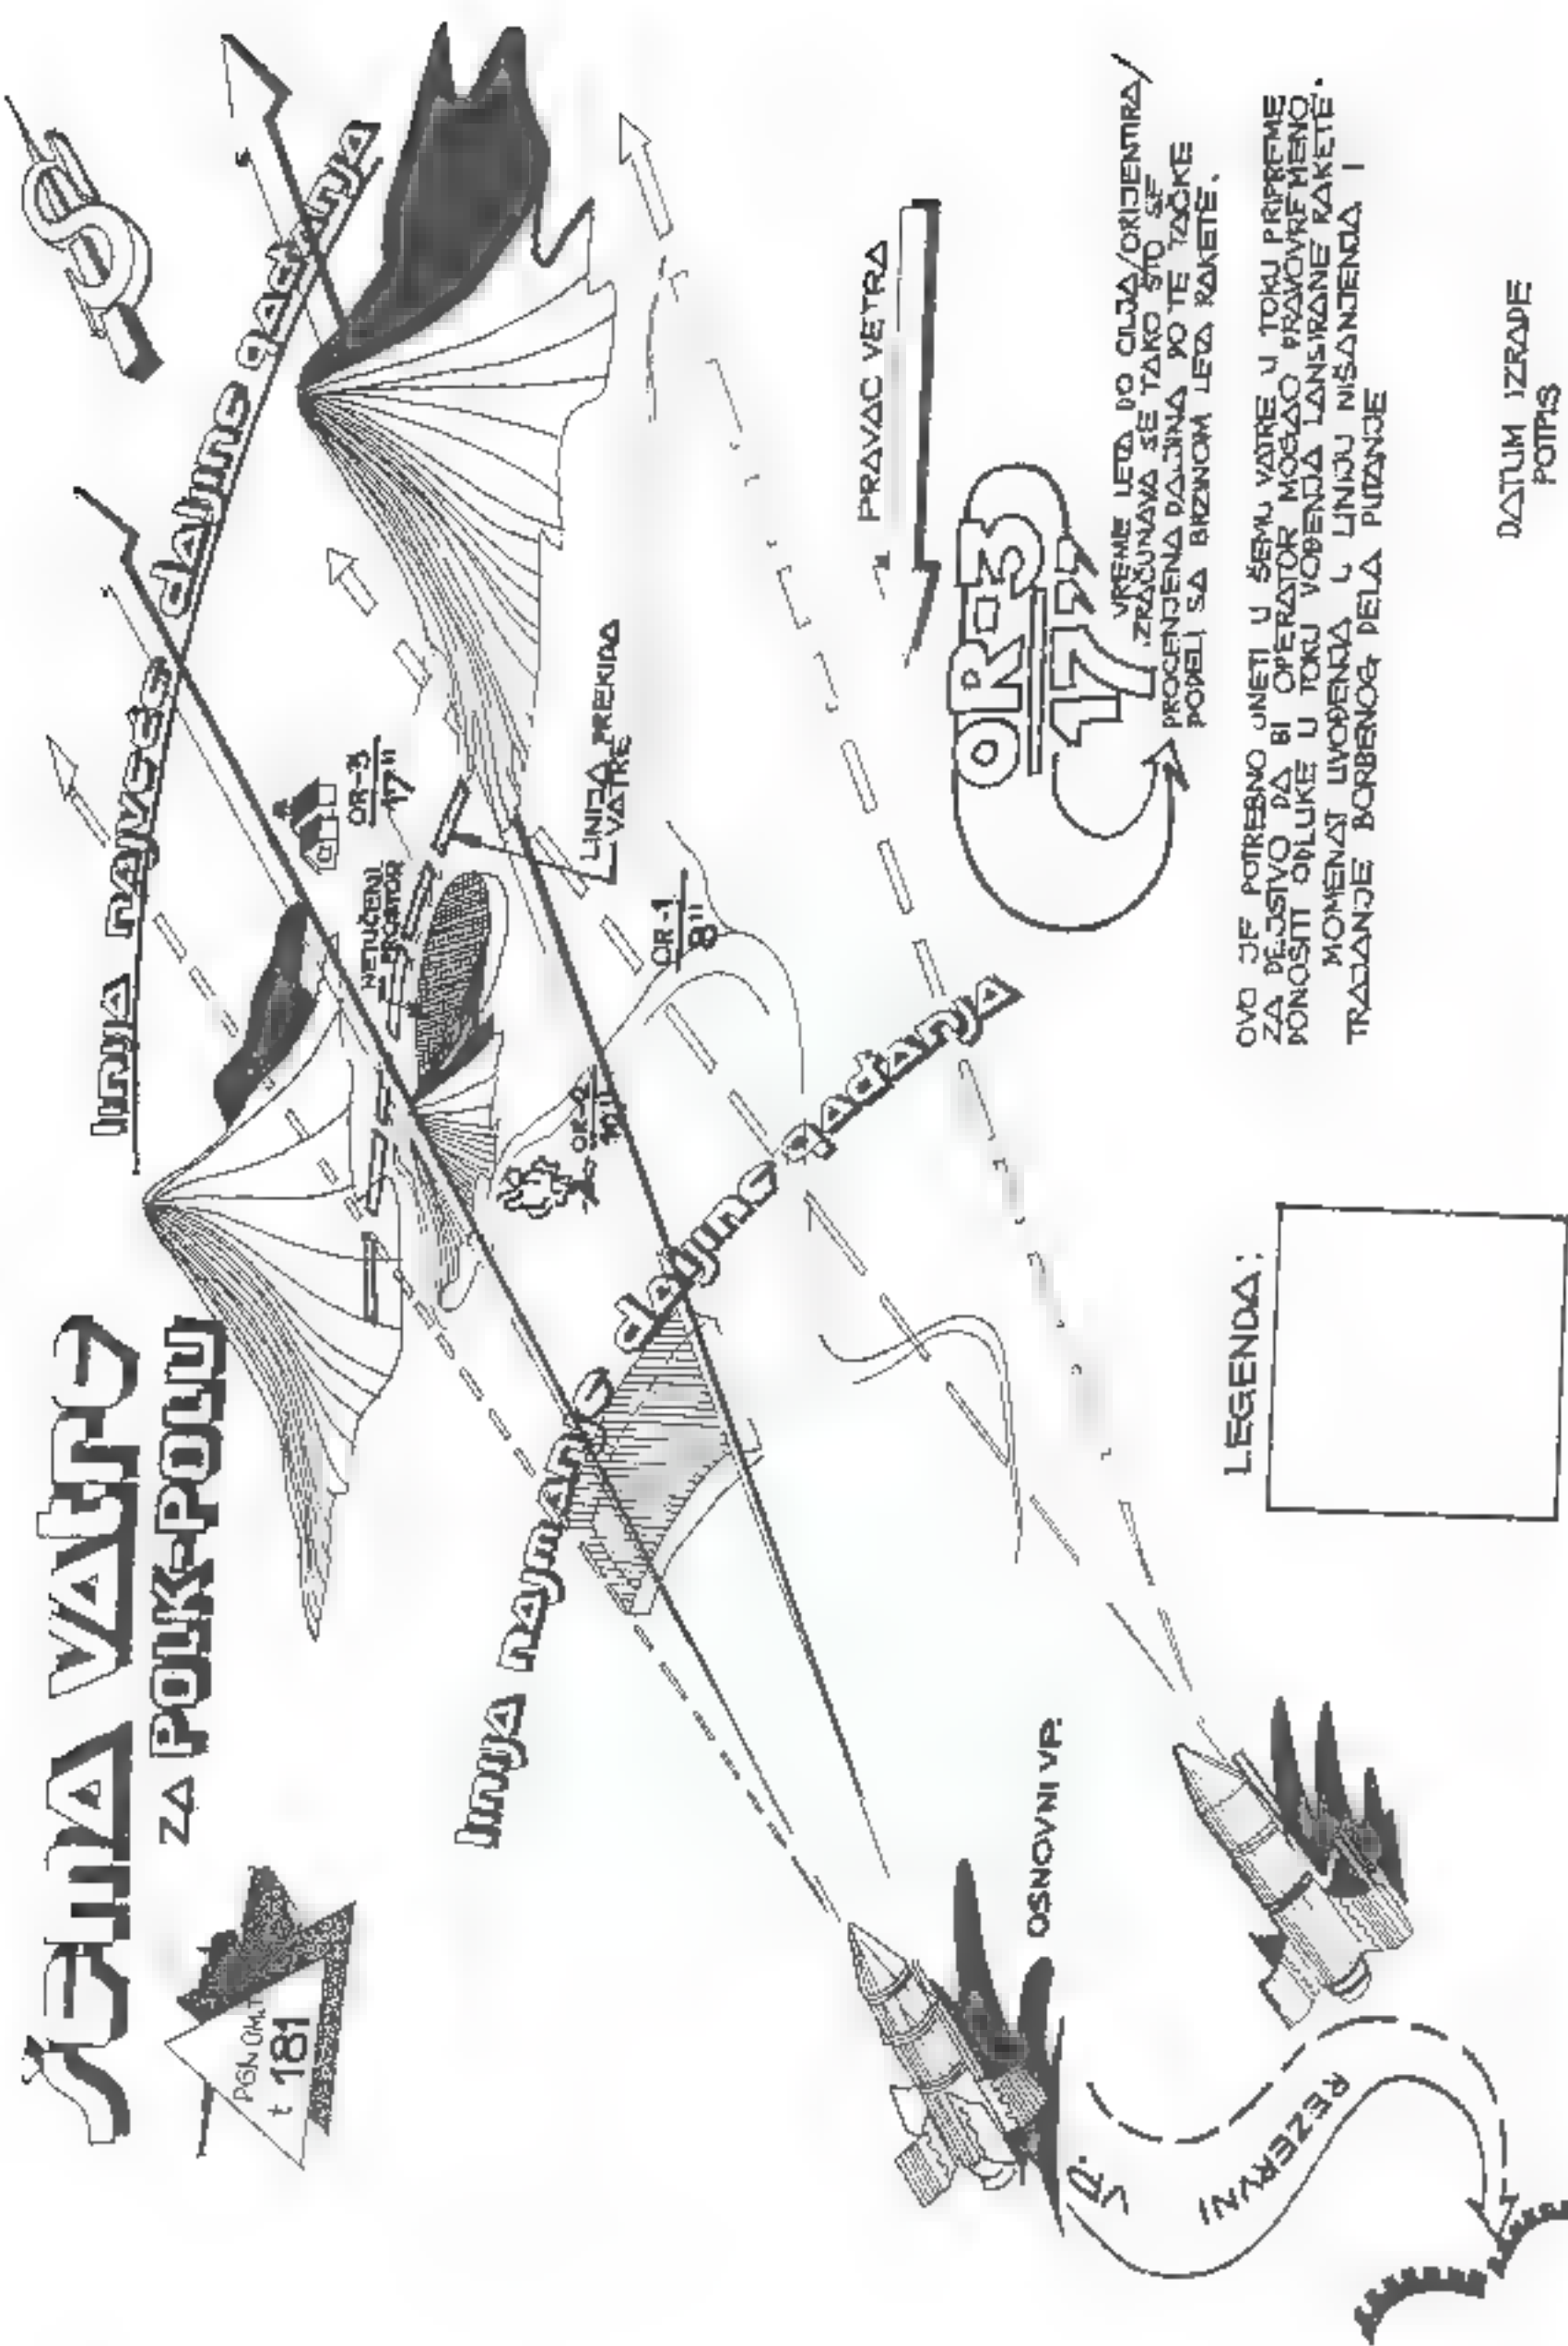 šema vatre
ZA POLK-POLJU
PGN OM.T
t 181
S
linija najveće daljine gađanja
OR-3
17"
NETUČENI
PROSTOR
LINIJA PREKIDA
VATRE
OR-2
10"
OR-1
8"
linija najmanje daljine gađanja
PRAVAC VETRA
OR-3
17"
VREME LETA DO CILJA/ORIJENTIRA/
IZRAČUNAVA SE TAKO ŠTO SE
PROCENJENA DALJINA DO TE TAČKE
PODELI SA BRZINOM LETA RAKETE.
OVO JE POTREBNO UNETI U ŠEMU VATRE U TOKU PRIPREME
ZA DEJSTVO DA BI OPERATOR MOGAO PRAVOVREMENO
DONOSITI ODLUKE U TOKU VOĐENJA LANSIRANE RAKETE.
MOMENAT UVOĐENJA U LINIJU NIŠANJENJA I
TRAJANJE BORBENOG DELA PUTANJE
OSNOVNI VP.
REZERVNI
LEGENDA:
DATUM IZRADE
POTPIS